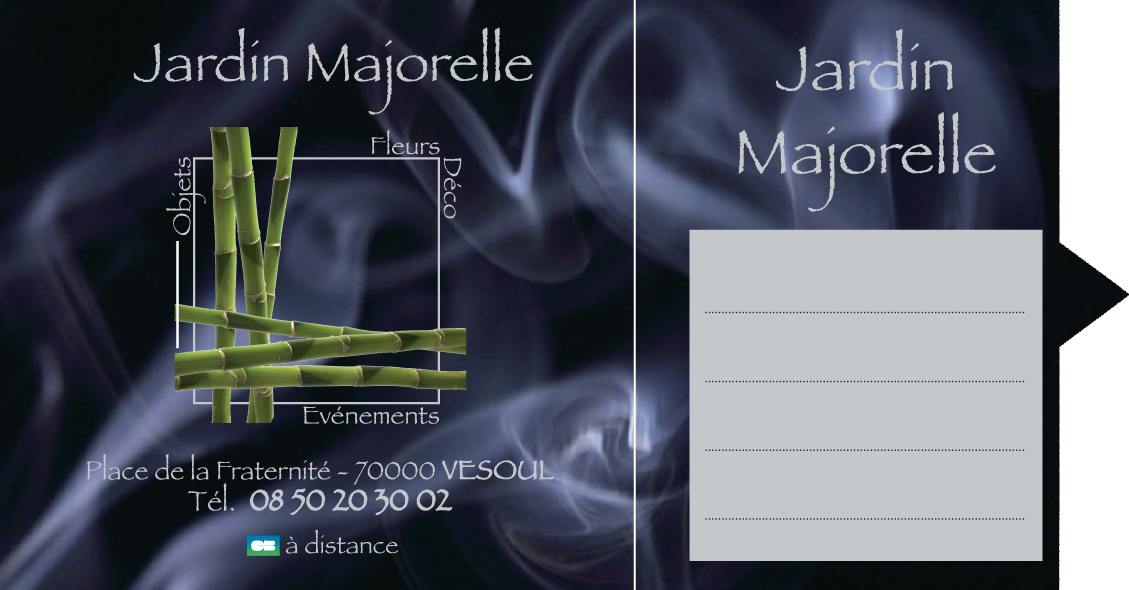 Jardin Majorelle
Fleurs
Déco
Objets
Evénements
Place de la Fraternité - 70000 VESOUL
Tél. 08 50 20 30 02
CB à distance
Jardin
Majorelle